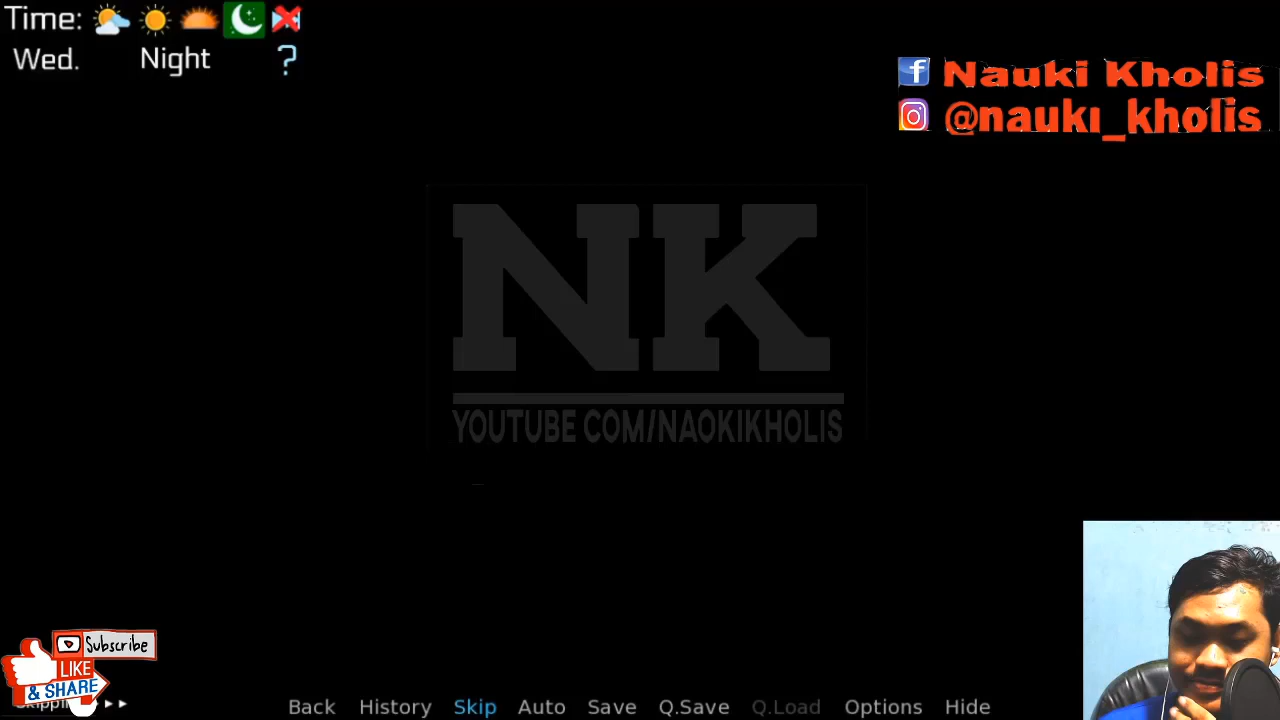 Time:
Wed. Night ?
f Nauki Kholis
@nauki_kholis
NK
YOUTUBE COM/NAOKIKHOLIS
Subscribe
LIKE
& SHARE
Back History Skip Auto Save Q.Save Q.Load Options Hide